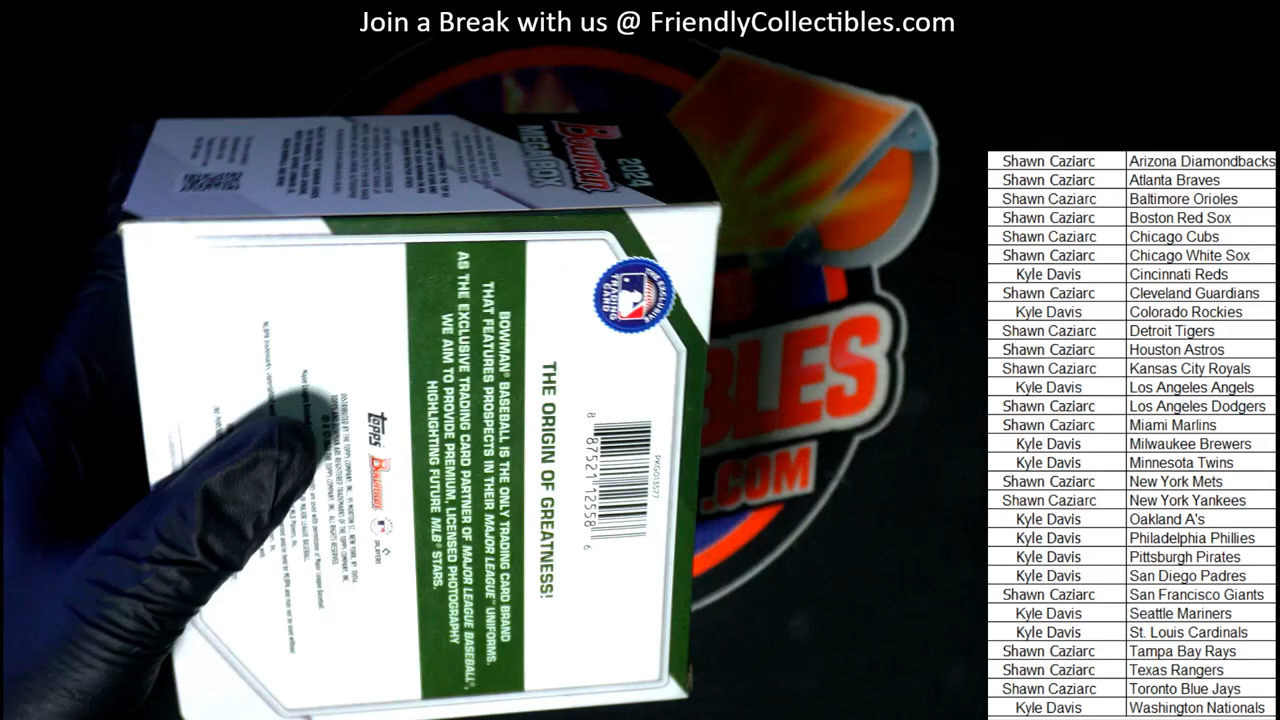 Join a Break with us @ FriendlyCollectibles.com
2024
Bowman
MEGA BOX
THE EXCLUSIVE
TRADING CARD
THE ORIGIN OF GREATNESS!
BOWMAN® BASEBALL IS THE ONLY TRADING CARD BRAND
THAT FEATURES PROSPECTS IN THEIR MAJOR LEAGUE® UNIFORMS.
AS THE EXCLUSIVE TRADING CARD PARTNER OF MAJOR LEAGUE BASEBALL®,
WE AIM TO PROVIDE PREMIUM, LICENSED PHOTOGRAPHY
HIGHLIGHTING FUTURE MLB® STARS.
PKG013577
8 87521 12558 6
Topps Bowman
PLAYERS
BLES
.COM
Shawn Caziarc Arizona Diamondbacks
Shawn Caziarc Atlanta Braves
Shawn Caziarc Baltimore Orioles
Shawn Caziarc Boston Red Sox
Shawn Caziarc Chicago Cubs
Shawn Caziarc Chicago White Sox
Kyle Davis Cincinnati Reds
Shawn Caziarc Cleveland Guardians
Kyle Davis Colorado Rockies
Shawn Caziarc Detroit Tigers
Shawn Caziarc Houston Astros
Shawn Caziarc Kansas City Royals
Kyle Davis Los Angeles Angels
Shawn Caziarc Los Angeles Dodgers
Shawn Caziarc Miami Marlins
Kyle Davis Milwaukee Brewers
Kyle Davis Minnesota Twins
Shawn Caziarc New York Mets
Shawn Caziarc New York Yankees
Kyle Davis Oakland A's
Kyle Davis Philadelphia Phillies
Kyle Davis Pittsburgh Pirates
Kyle Davis San Diego Padres
Shawn Caziarc San Francisco Giants
Kyle Davis Seattle Mariners
Kyle Davis St. Louis Cardinals
Shawn Caziarc Tampa Bay Rays
Shawn Caziarc Texas Rangers
Shawn Caziarc Toronto Blue Jays
Kyle Davis Washington Nationals